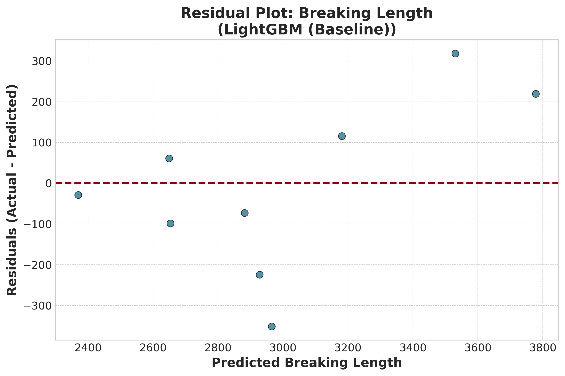 Residual Plot: Breaking Length
(LightGBM (Baseline))
Residuals (Actual - Predicted)
300
200
100
0
−100
−200
−300
2400 2600 2800 3000 3200 3400 3600 3800
Predicted Breaking Length